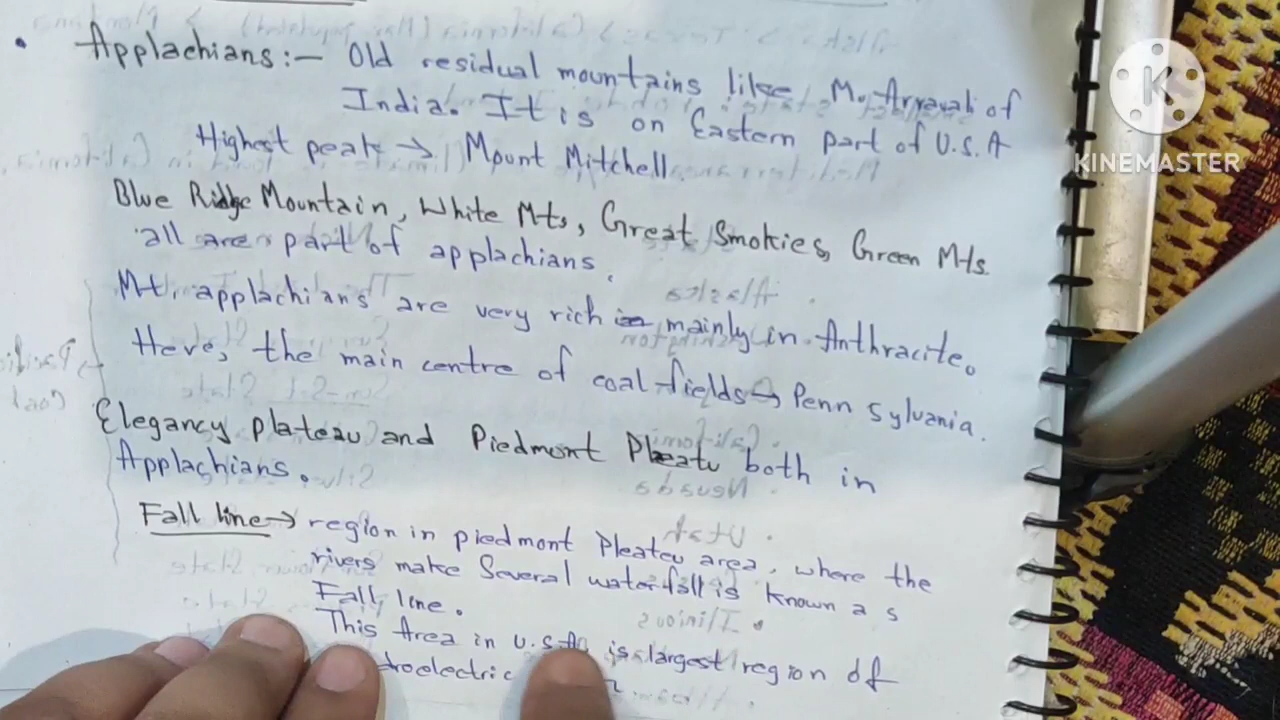 • Applachians:— Old residual mountains like Mt. Arravali of
India. It is on Eastern part of U.S.A
Highest peak → Mount Mitchell.
Blue Ridge Mountain, White Mts, Great Smokies, Green Mts.
all are part of applachians.
Mt. applachians are very rich mainly in Anthracite.
Here, the main centre of coal fields → Penn Sylvania.
Elegancy plateau and Piedmont Pleatu both in
Applachians.
Fall line → region in piedmont Pleateu area, where the
rivers make Several waterfall is known as
Fall line.
This Area in U.S.A is largest region of
droelectric
KINEMASTER